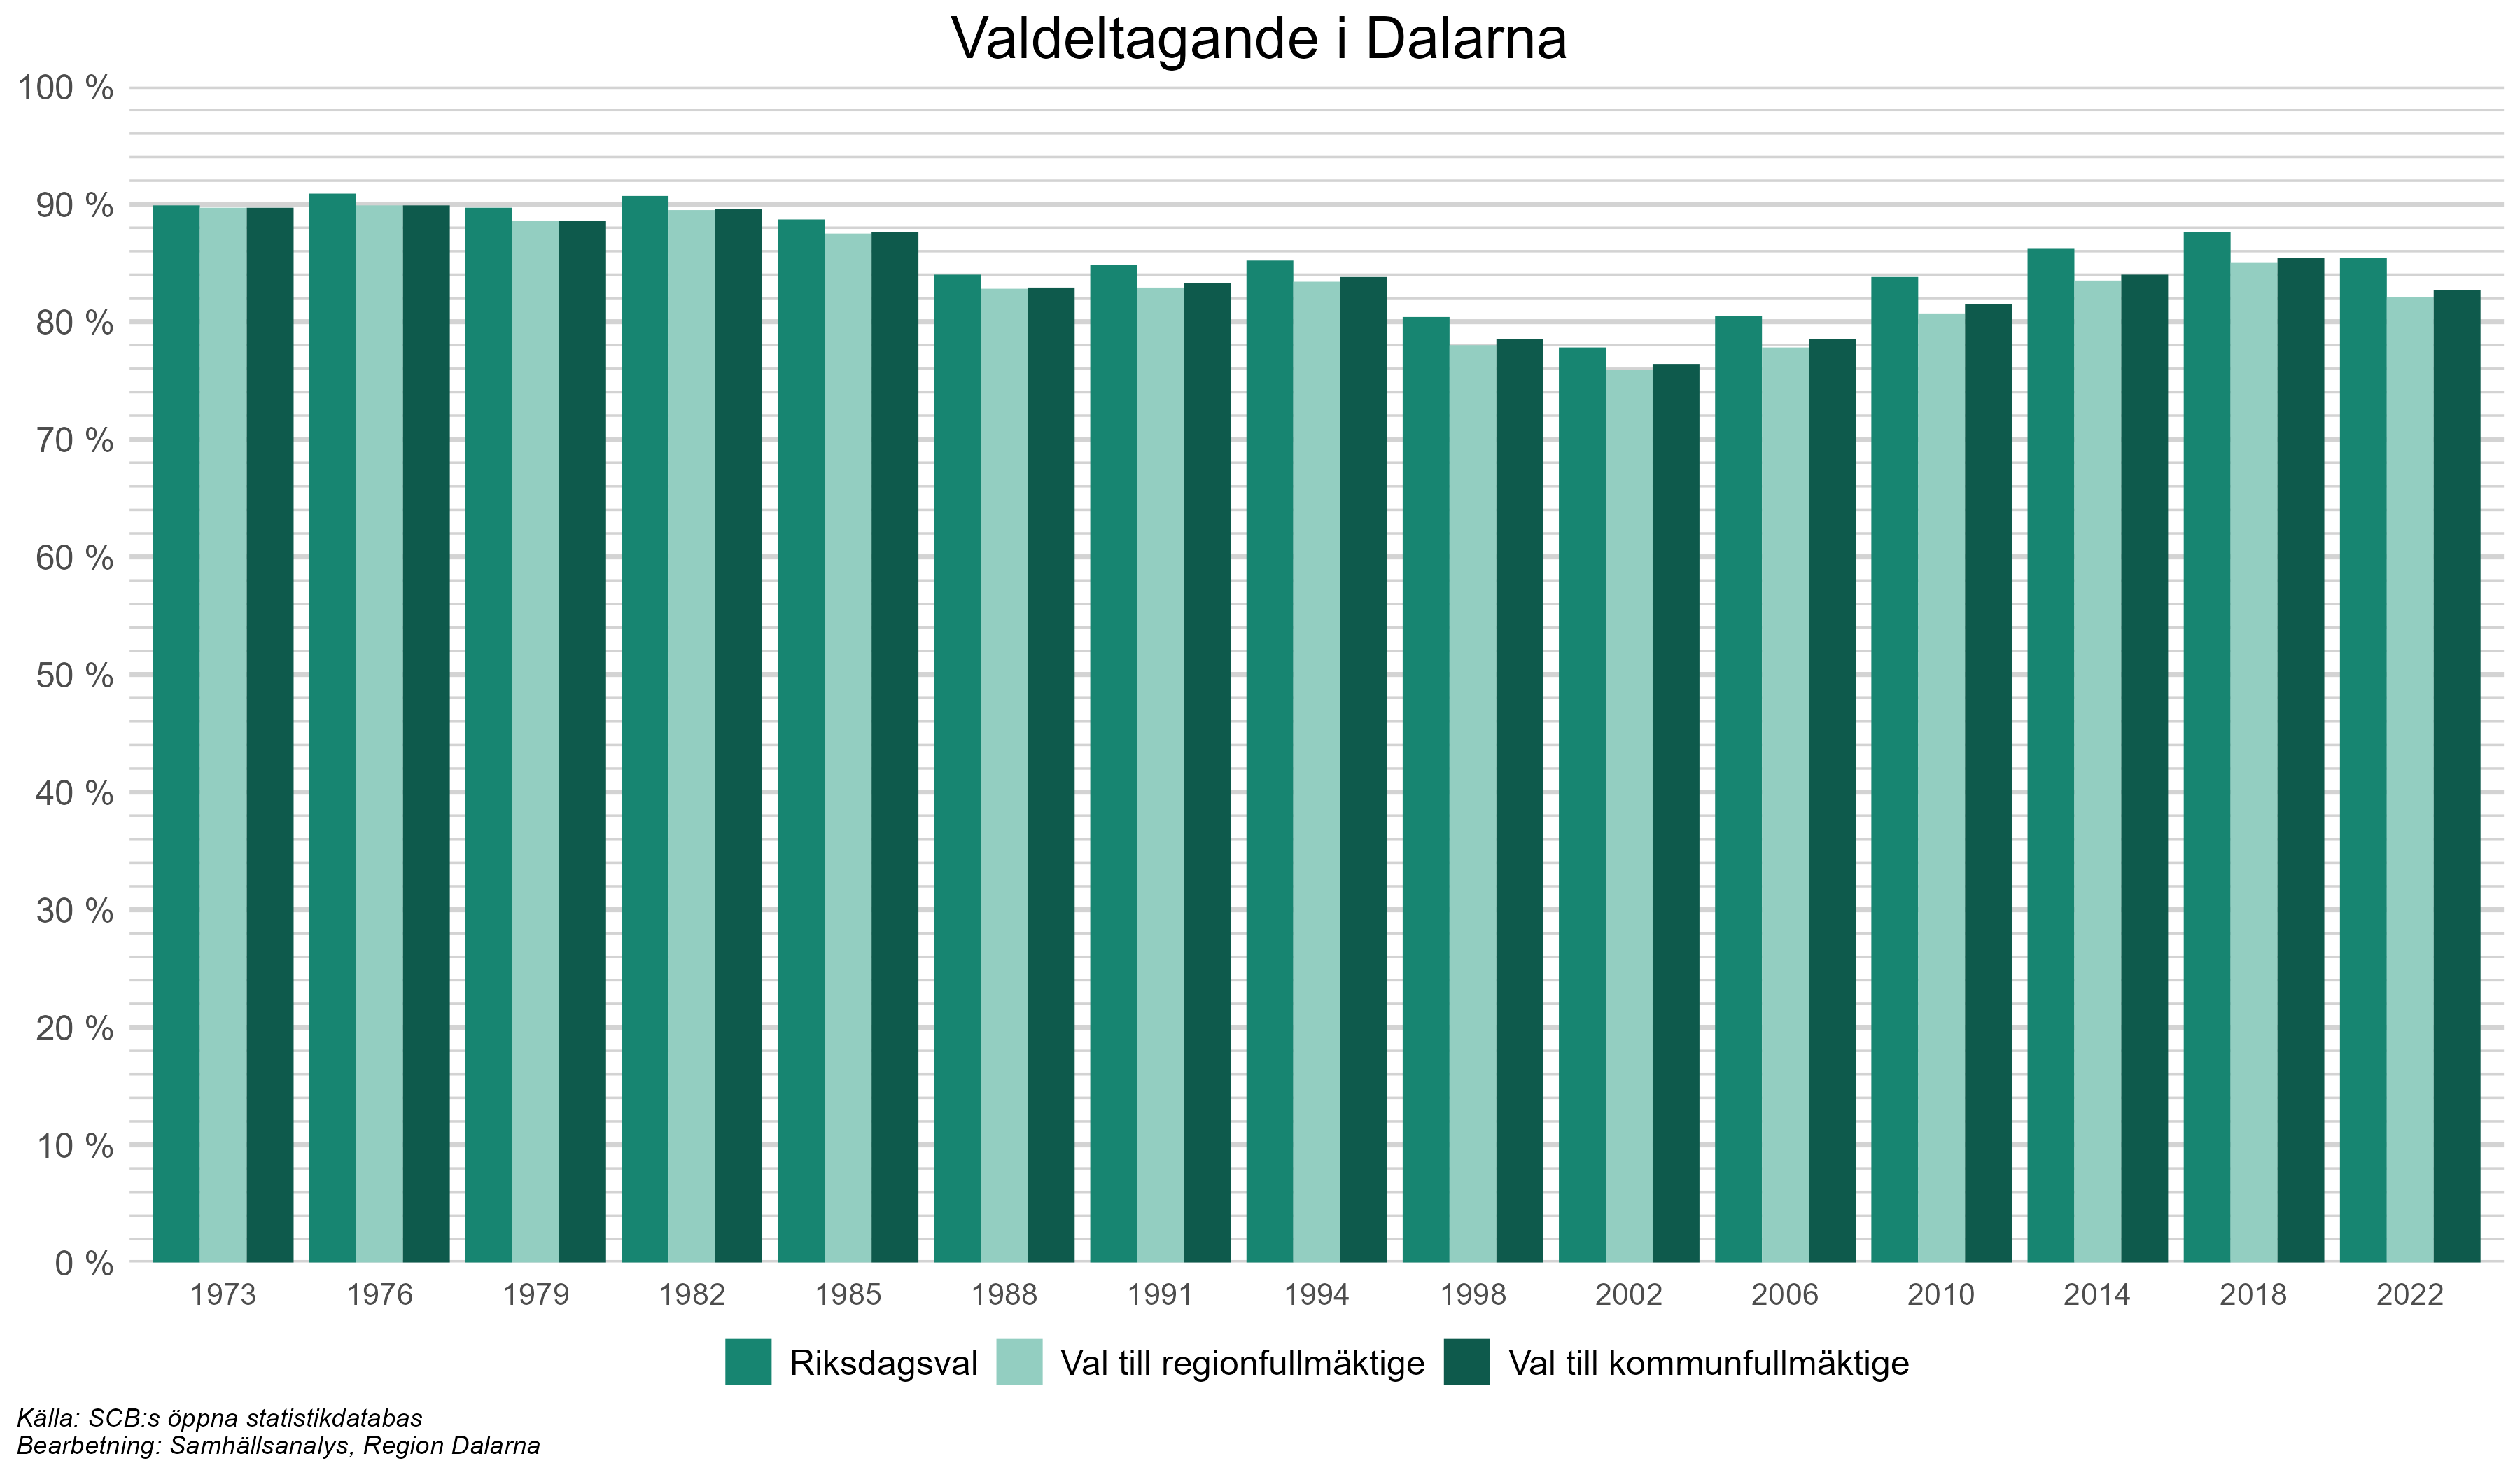 Valdeltagande i Dalarna
100 %
90 %
80 %
70 %
60 %
50 %
40 %
30 %
20 %
10 %
0 %
1973 1976 1979 1982 1985 1988 1991 1994 1998 2002 2006 2010 2014 2018 2022
Riksdagsval Val till regionfullmäktige Val till kommunfullmäktige
Källa: SCB:s öppna statistikdatabas
Bearbetning: Samhällsanalys, Region Dalarna